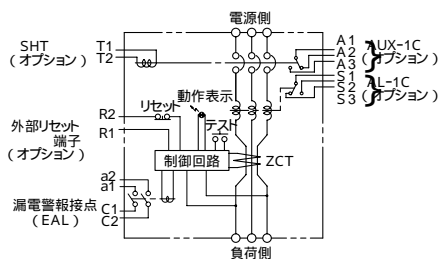 電源側
SHT
(オプション)
T1
T2
A1
A2
A3
AUX-1C
(オプション)
S1
S2
S3
AL-1C
(オプション)
動作表示
リセット
R2
R1
テスト
外部リセット
端子
(オプション)
制御回路
ZCT
a2
a1
漏電警報接点
(EAL)
C1
C2
負荷側